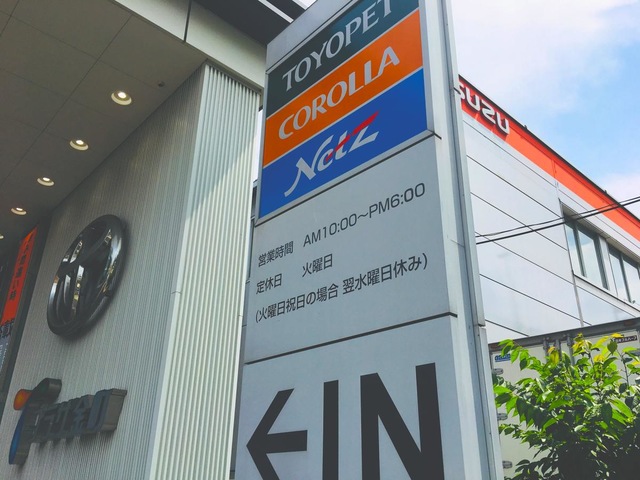 TOYOPET
COROLLA
Netz
営業時間 AM10:00～PM6:00
定休日 火曜日
(火曜日祝日の場合 翌水曜日休み)
←IN
SUZU